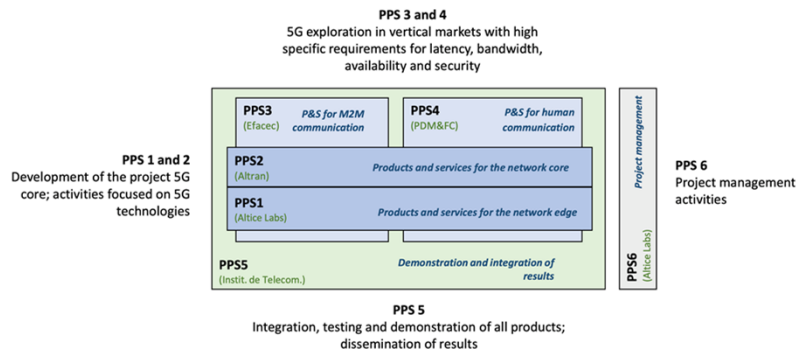 PPS 3 and 4
5G exploration in vertical markets with high
specific requirements for latency, bandwidth,
availability and security
PPS 1 and 2
Development of the project 5G
core; activities focused on 5G
technologies
PPS3
(Efacec)
P&S for M2M
communication
PPS4
(PDM&FC)
P&S for human
communication
PPS2
(Altran)
Products and services for the network core
PPS1
(Altice Labs)
Products and services for the network edge
PPS5
(Instit. de Telecom.)
Demonstration and integration of
results
Project management
PPS6
(Altice Labs)
PPS 6
Project management
activities
PPS 5
Integration, testing and demonstration of all products;
dissemination of results